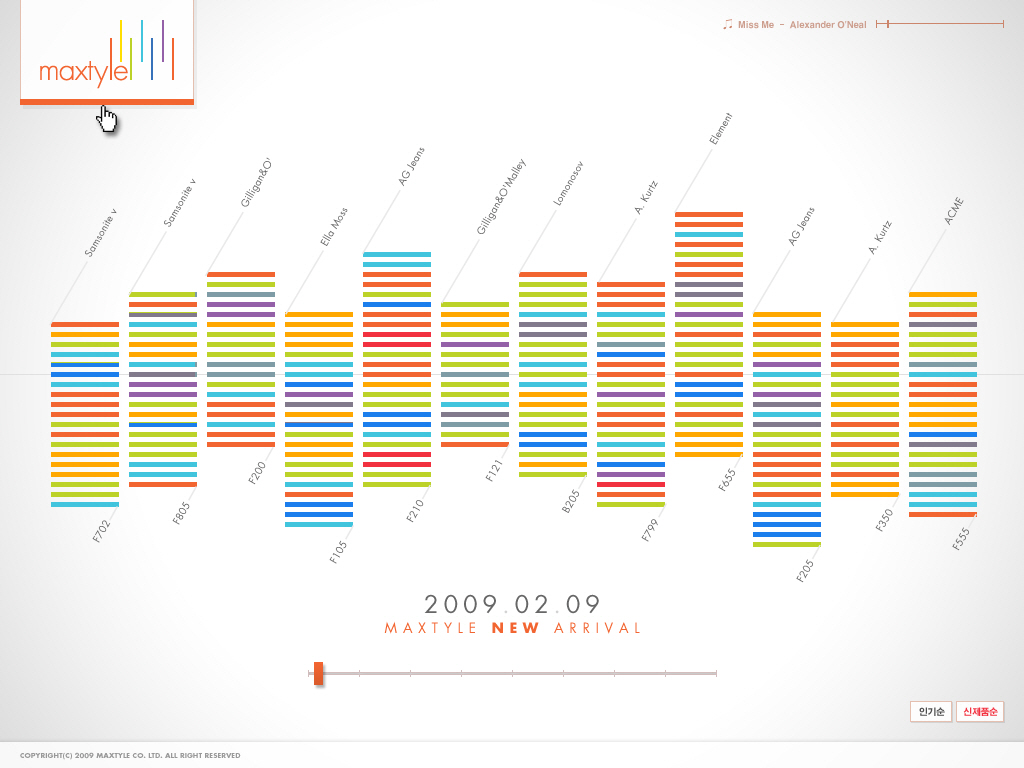 Miss Me – Alexander O'Neal
maxtyle
Samsonite v
Samsonite v
Gilligan&O'
Ella Moss
AG Jeans
Gilligan&O'Malley
Lomonosov
A. Kurtz
Element
AG Jeans
A. Kurtz
ACME
F702
F805
F200
F105
F210
F121
B205
F799
F655
F205
F350
F555
2009.02.09
MAXTYLE NEW ARRIVAL
인기순
신제품순
COPYRIGHT(C) 2009 MAXTYLE CO. LTD. ALL RIGHT RESERVED